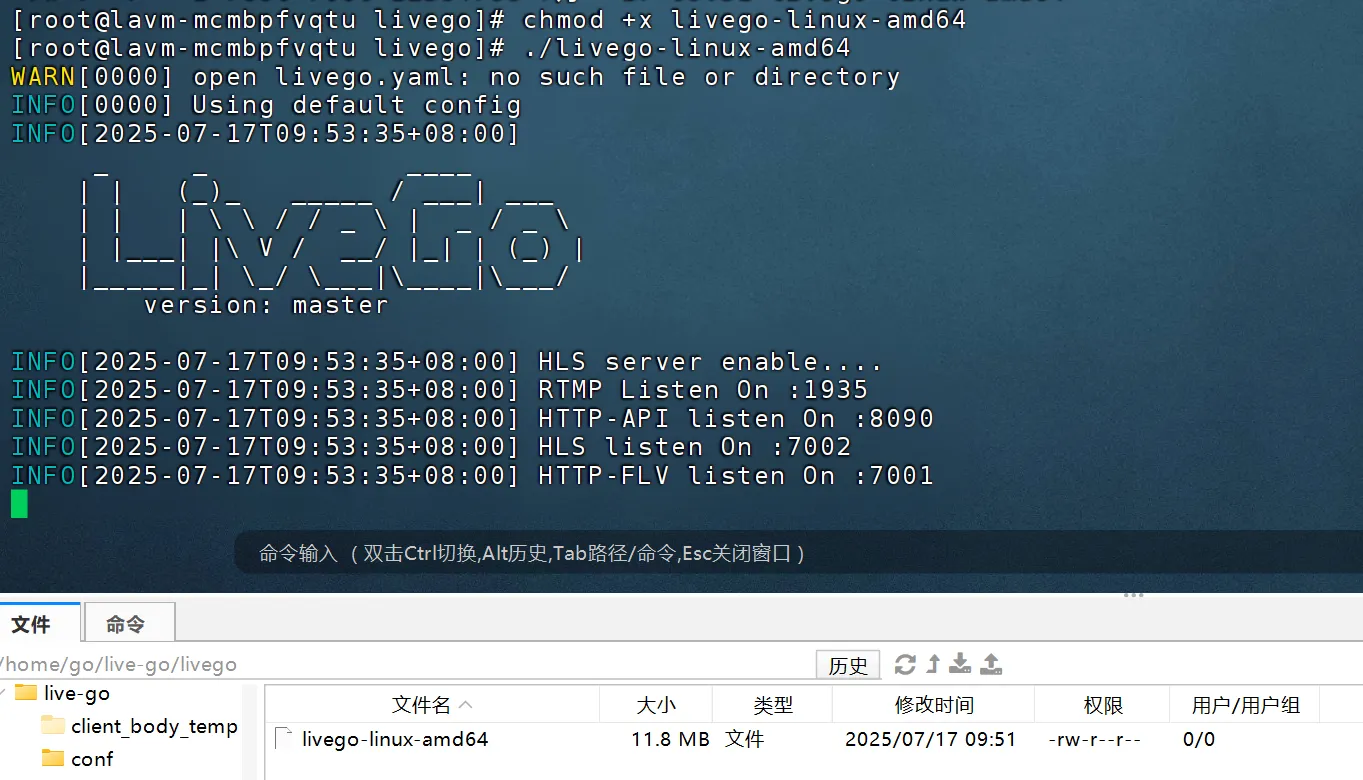 [root@lavm-mcmbpfvqtu livego]# chmod +x livego-linux-amd64
[root@lavm-mcmbpfvqtu livego]# ./livego-linux-amd64
WARN[0000] open livego.yaml: no such file or directory
INFO[0000] Using default config
INFO[2025-07-17T09:53:35+08:00]
LiveGo
version: master
INFO[2025-07-17T09:53:35+08:00] HLS server enable....
INFO[2025-07-17T09:53:35+08:00] RTMP Listen On :1935
INFO[2025-07-17T09:53:35+08:00] HTTP-API listen On :8090
INFO[2025-07-17T09:53:35+08:00] HLS listen On :7002
INFO[2025-07-17T09:53:35+08:00] HTTP-FLV listen On :7001
命令输入 ( 双击Ctrl切换,Alt历史,Tab路径/命令,Esc关闭窗口 )
文件 命令
/home/go/live-go/livego 历史
live-go 文件名 大小 类型 修改时间 权限 用户/用户组
client_body_temp livego-linux-amd64 11.8 MB 文件 2025/07/17 09:51 -rw-r--r-- 0/0
conf